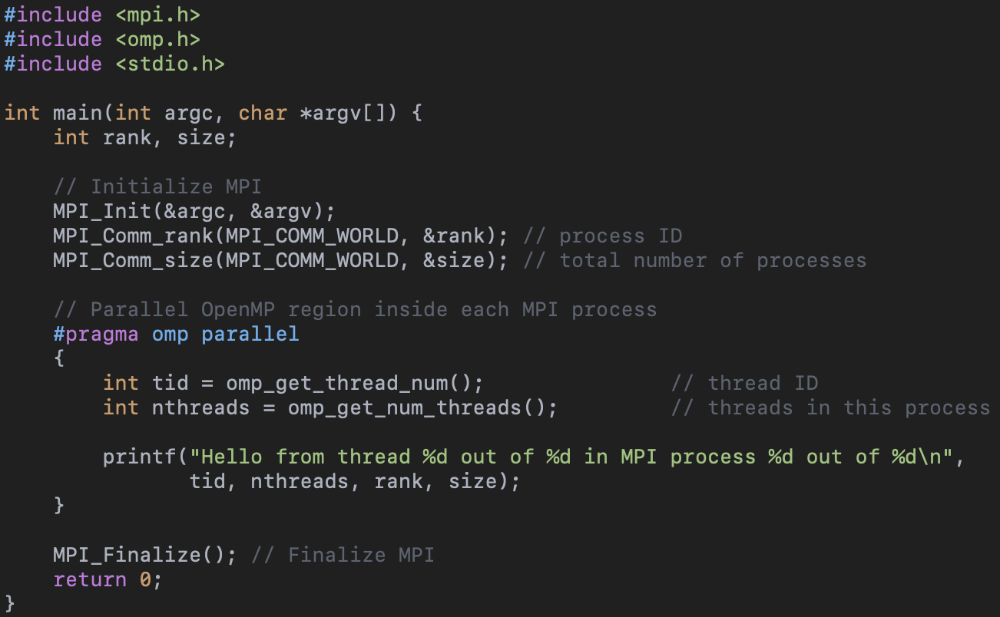 #include <mpi.h>
#include <omp.h>
#include <stdio.h>

int main(int argc, char *argv[]) {
    int rank, size;

    // Initialize MPI
    MPI_Init(&argc, &argv);
    MPI_Comm_rank(MPI_COMM_WORLD, &rank); // process ID
    MPI_Comm_size(MPI_COMM_WORLD, &size); // total number of processes

    // Parallel OpenMP region inside each MPI process
    #pragma omp parallel
    {
        int tid = omp_get_thread_num();               // thread ID
        int nthreads = omp_get_num_threads();         // threads in this process

        printf("Hello from thread %d out of %d in MPI process %d out of %d\n",
               tid, nthreads, rank, size);
    }

    MPI_Finalize(); // Finalize MPI
    return 0;
}